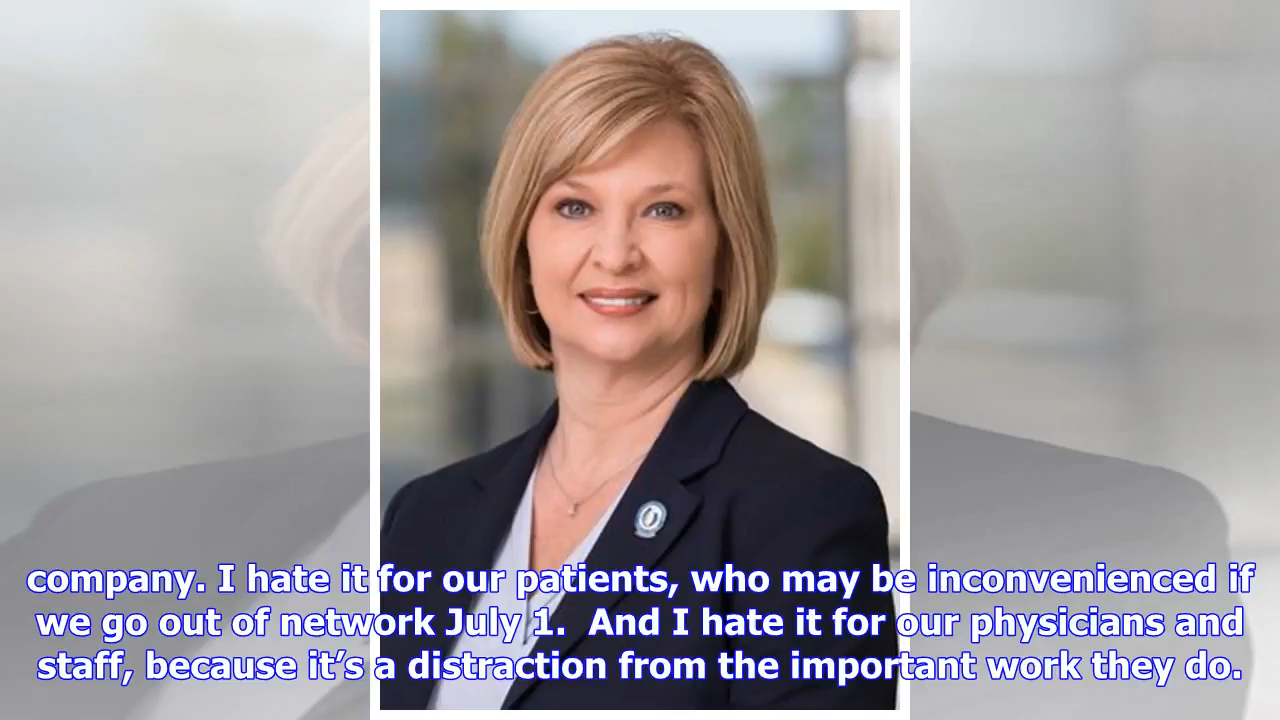 company. I hate it for our patients, who may be inconvenienced if
we go out of network July 1.  And I hate it for our physicians and
staff, because it’s a distraction from the important work they do.